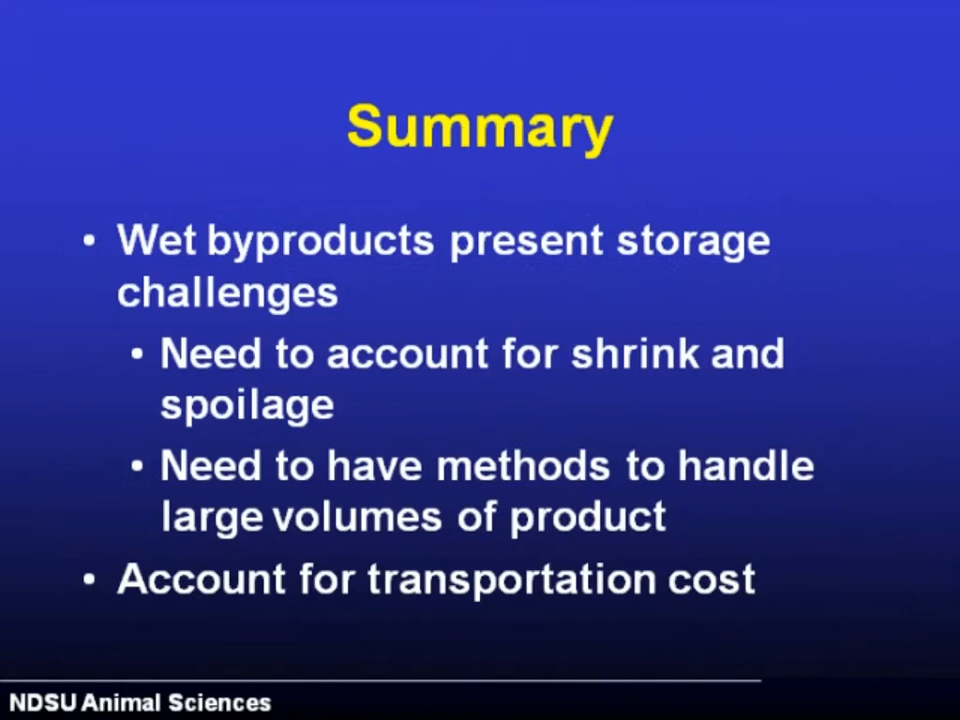 Summary
• Wet byproducts present storage
challenges
• Need to account for shrink and
spoilage
• Need to have methods to handle
large volumes of product
• Account for transportation cost
NDSU Animal Sciences